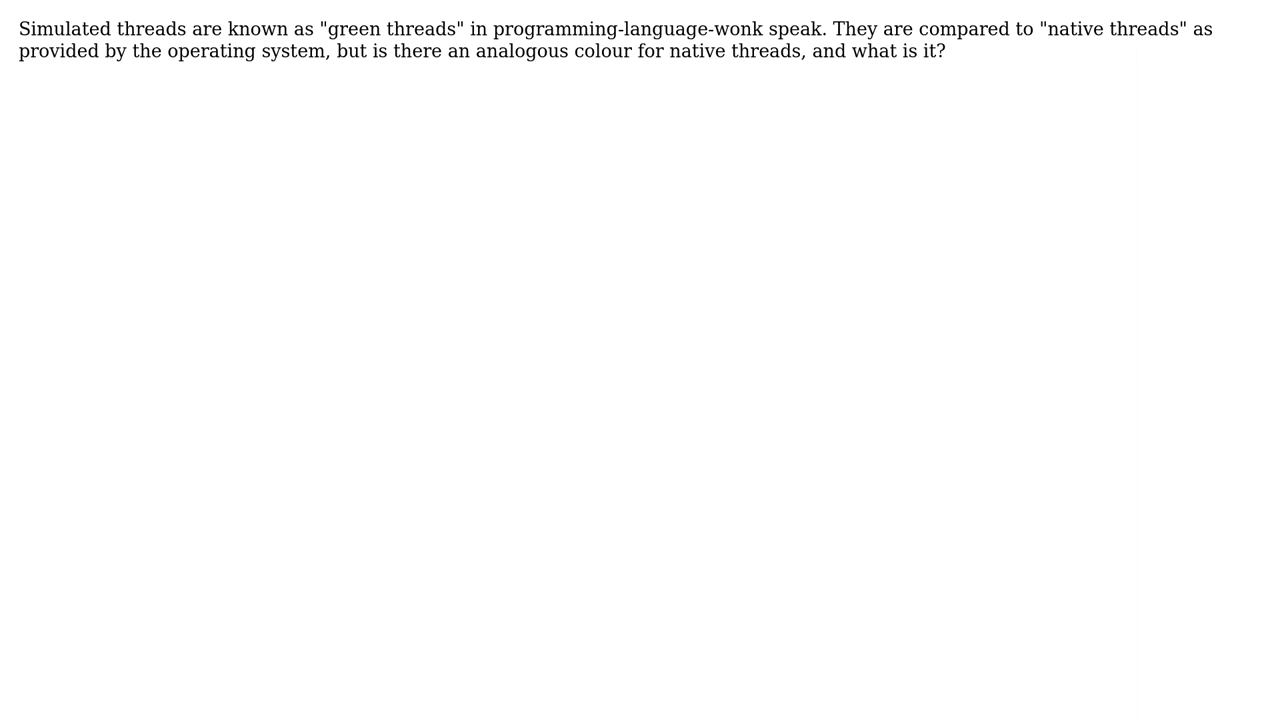 Simulated threads are known as "green threads" in programming-language-wonk speak. They are compared to "native threads" as
provided by the operating system, but is there an analogous colour for native threads, and what is it?